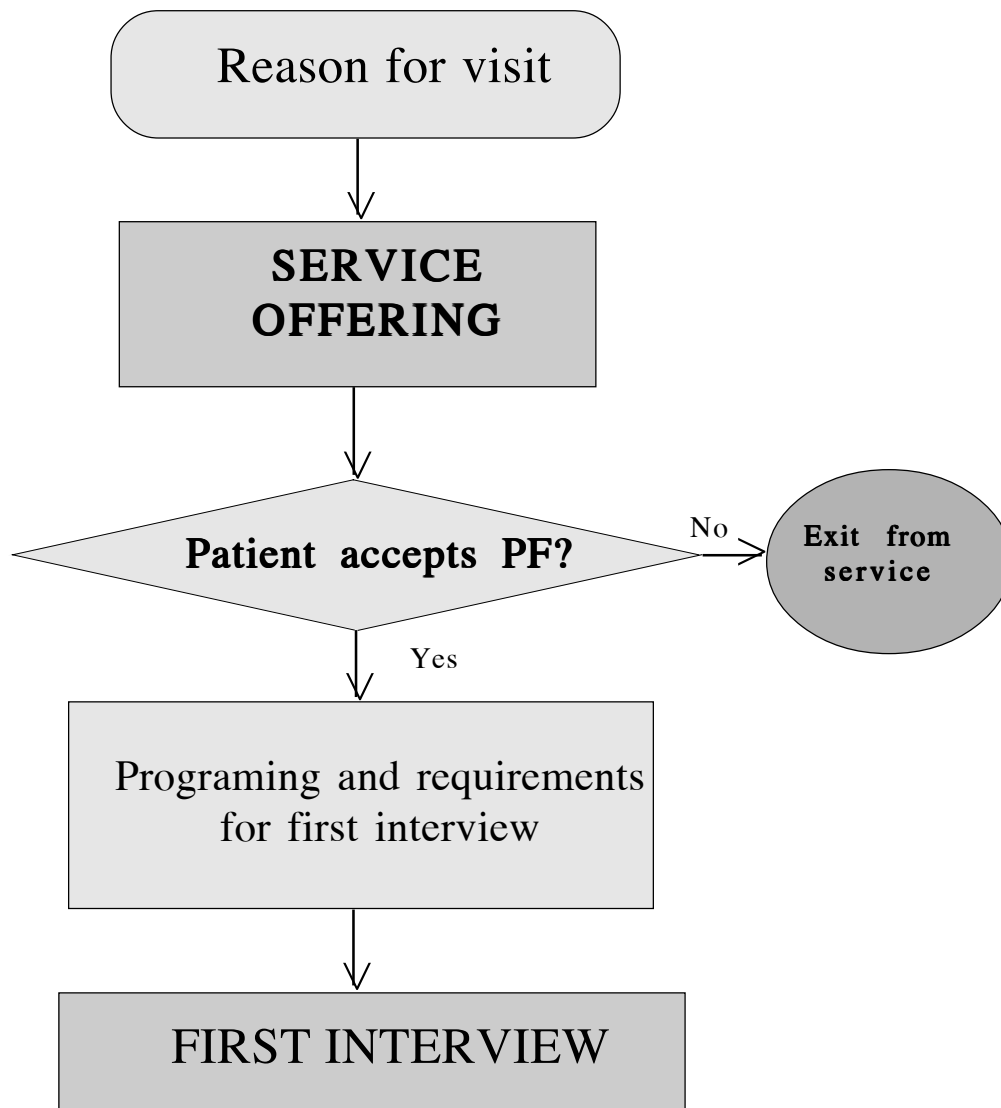 Reason for visit
SERVICE
OFFERING
Patient accepts PF?
No
Exit from
service
Yes
Programing and requirements
for first interview
FIRST INTERVIEW